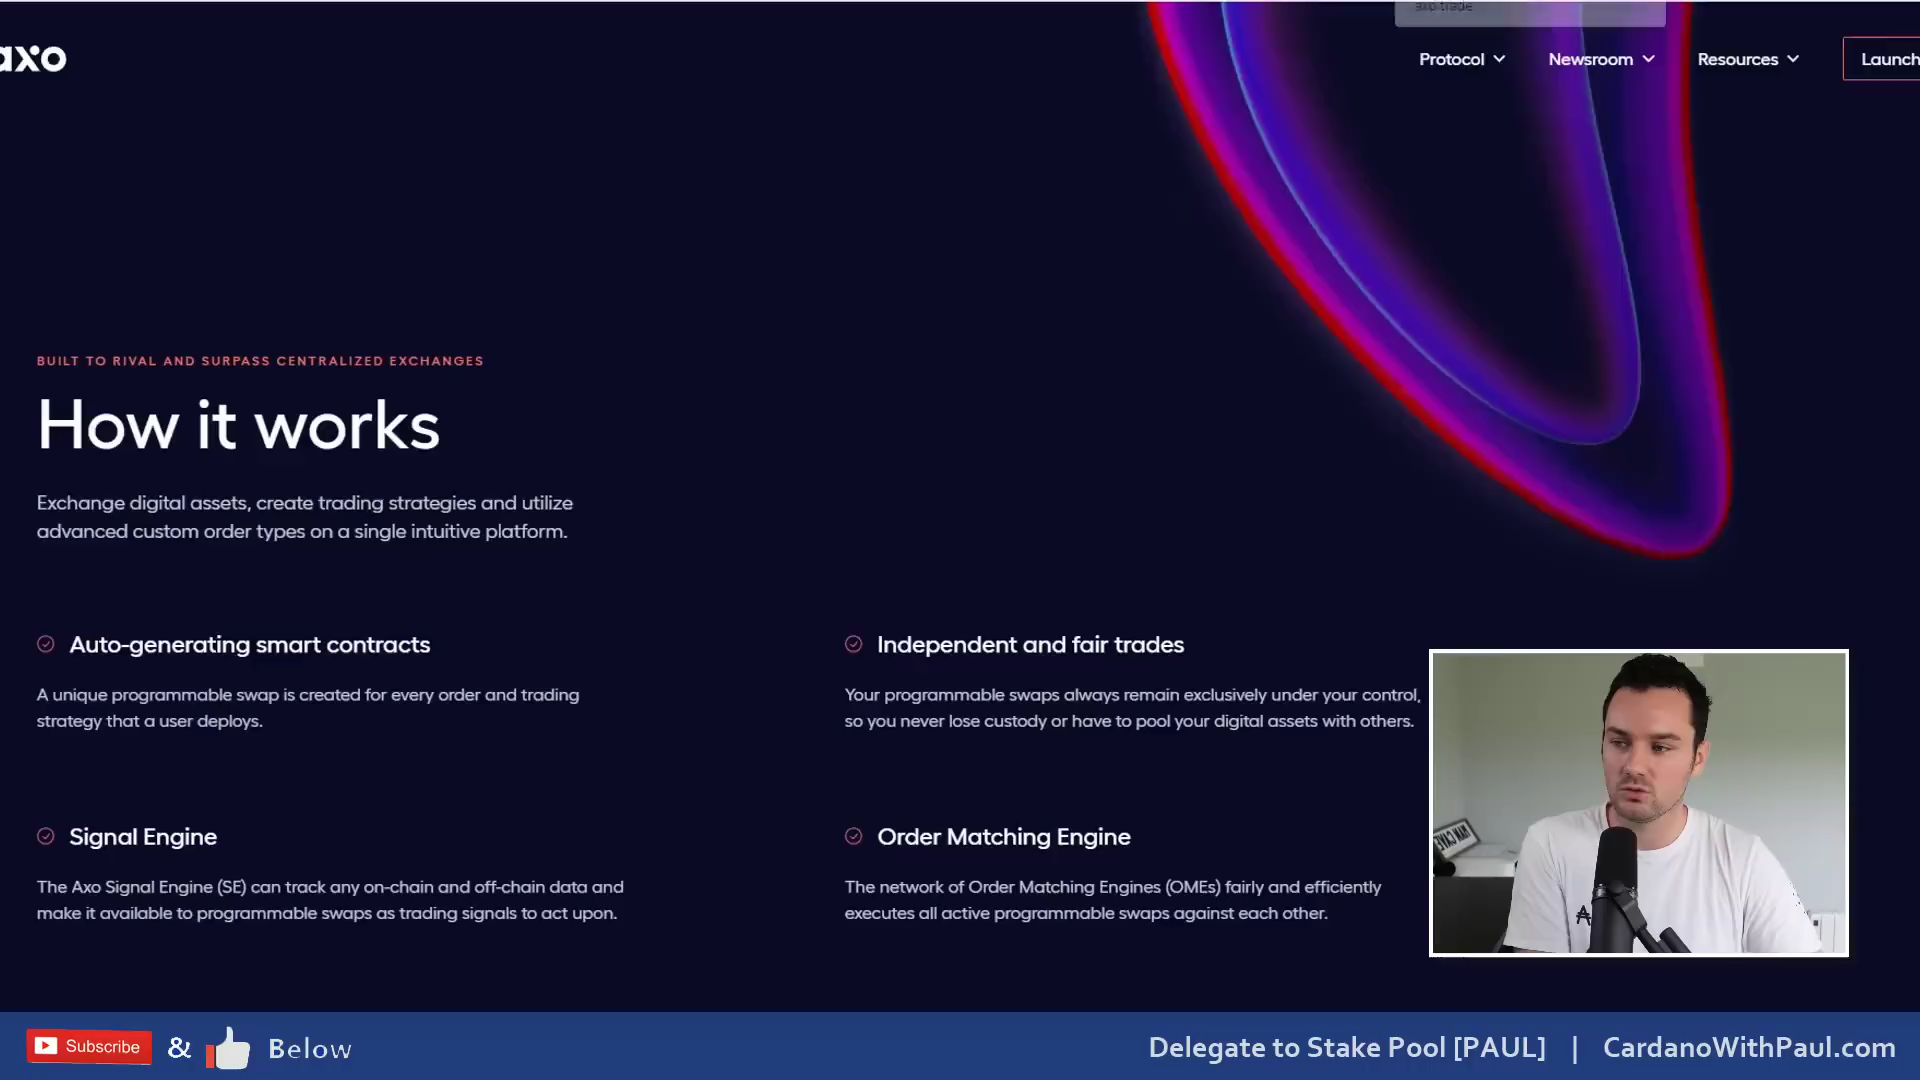 axo trade
axo
Protocol
Newsroom
Resources
Launch
BUILT TO RIVAL AND SURPASS CENTRALIZED EXCHANGES
How it works
Exchange digital assets, create trading strategies and utilize
advanced custom order types on a single intuitive platform.
Auto-generating smart contracts
A unique programmable swap is created for every order and trading
strategy that a user deploys.
Independent and fair trades
Your programmable swaps always remain exclusively under your control,
so you never lose custody or have to pool your digital assets with others.
Signal Engine
The Axo Signal Engine (SE) can track any on-chain and off-chain data and
make it available to programmable swaps as trading signals to act upon.
Order Matching Engine
The network of Order Matching Engines (OMEs) fairly and efficiently
executes all active programmable swaps against each other.
Subscribe & Below
Delegate to Stake Pool [PAUL] | CardanoWithPaul.com